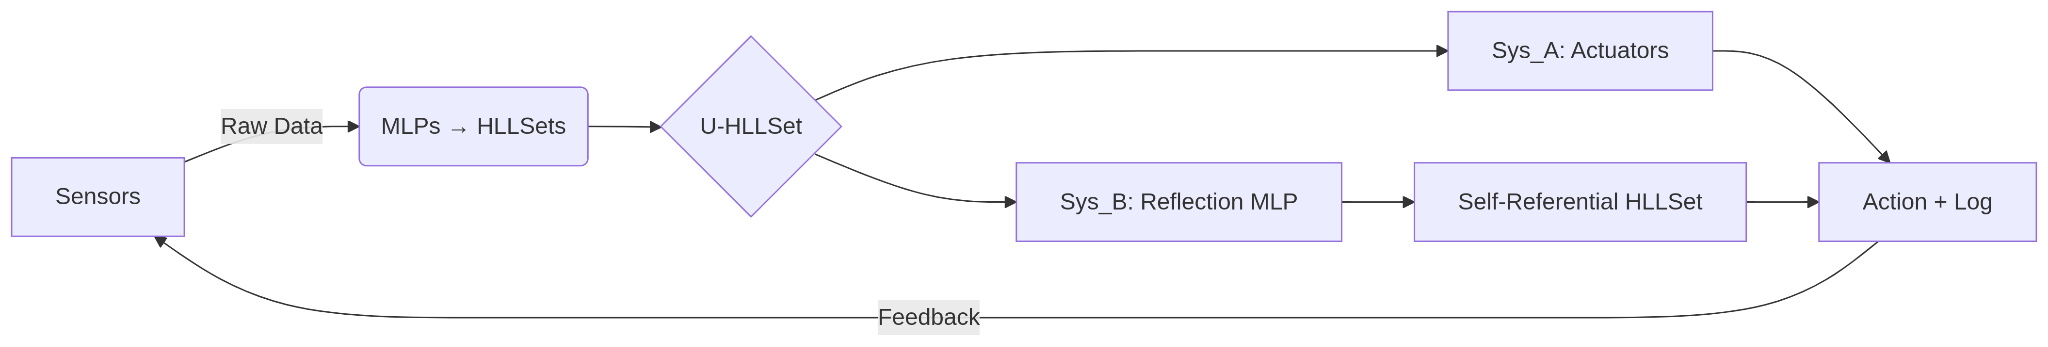 Sensors
Raw Data
MLPs → HLLSets
U-HLLSet
Sys_A: Actuators
Sys_B: Reflection MLP
Self-Referential HLLSet
Action + Log
Feedback